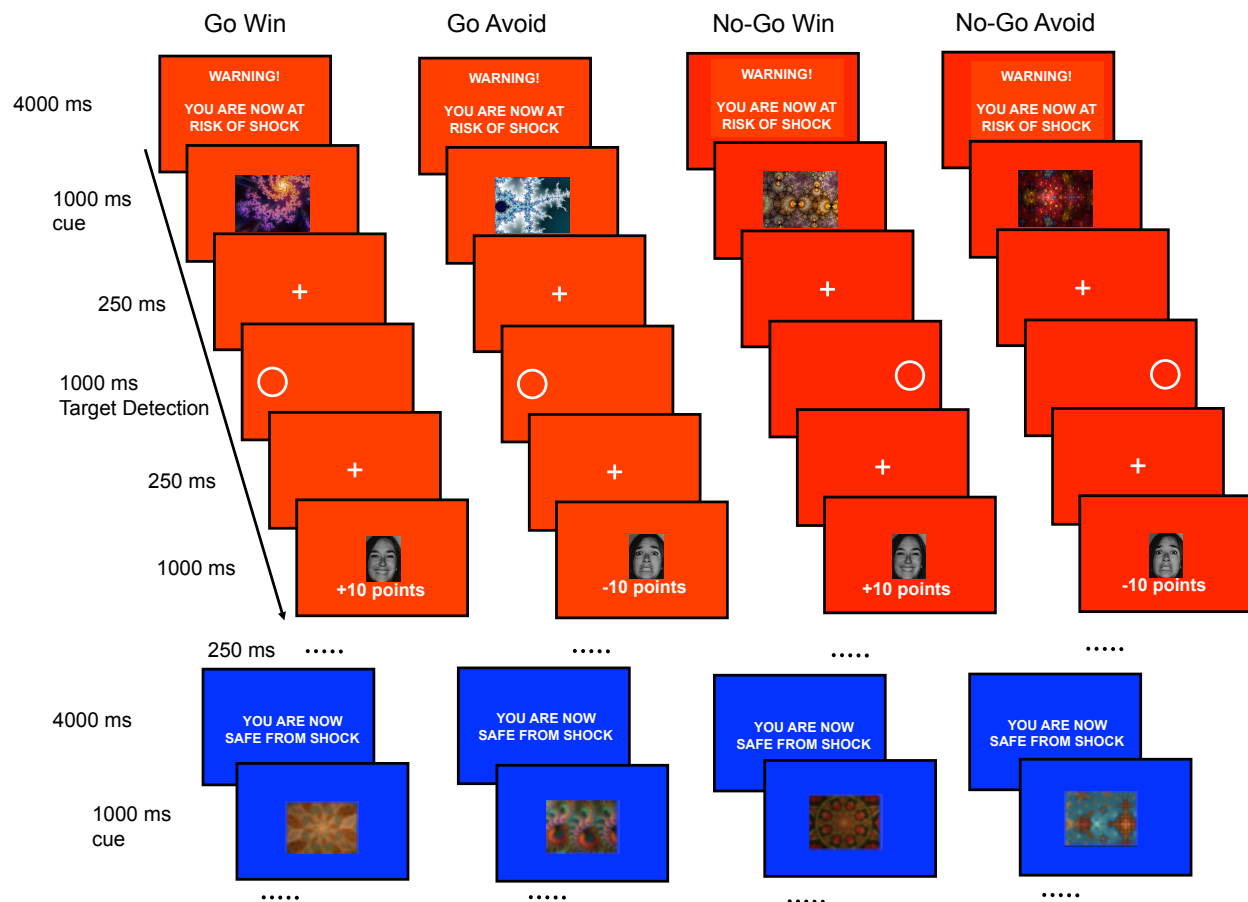 Go Win
Go Avoid
No-Go Win
No-Go Avoid
4000 ms
WARNING!
YOU ARE NOW AT
RISK OF SHOCK
WARNING!
YOU ARE NOW AT
RISK OF SHOCK
WARNING!
YOU ARE NOW AT
RISK OF SHOCK
WARNING!
YOU ARE NOW AT
RISK OF SHOCK
1000 ms
cue
250 ms
+
+
+
+
1000 ms
Target Detection
250 ms
+
+
+
+
1000 ms
+10 points
-10 points
+10 points
-10 points
250 ms
.....
.....
.....
.....
4000 ms
YOU ARE NOW
SAFE FROM SHOCK
YOU ARE NOW
SAFE FROM SHOCK
YOU ARE NOW
SAFE FROM SHOCK
YOU ARE NOW
SAFE FROM SHOCK
1000 ms
cue
.....
.....
.....
.....